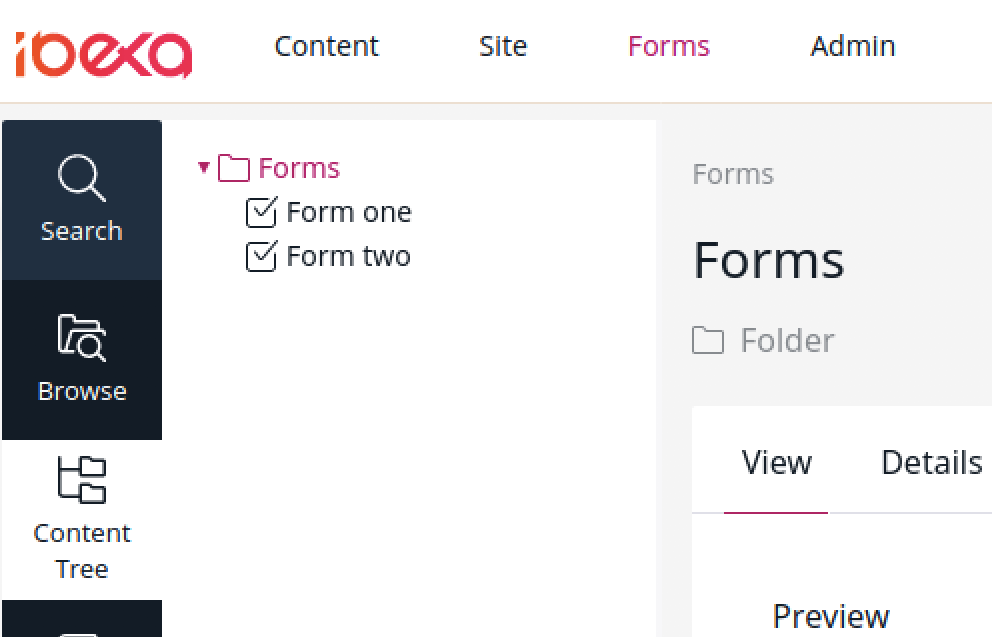 ibexa
Content
Site
Forms
Admin
Search
Browse
Content
Tree
Forms
Form one
Form two
Forms
Forms
Folder
View
Details
Preview